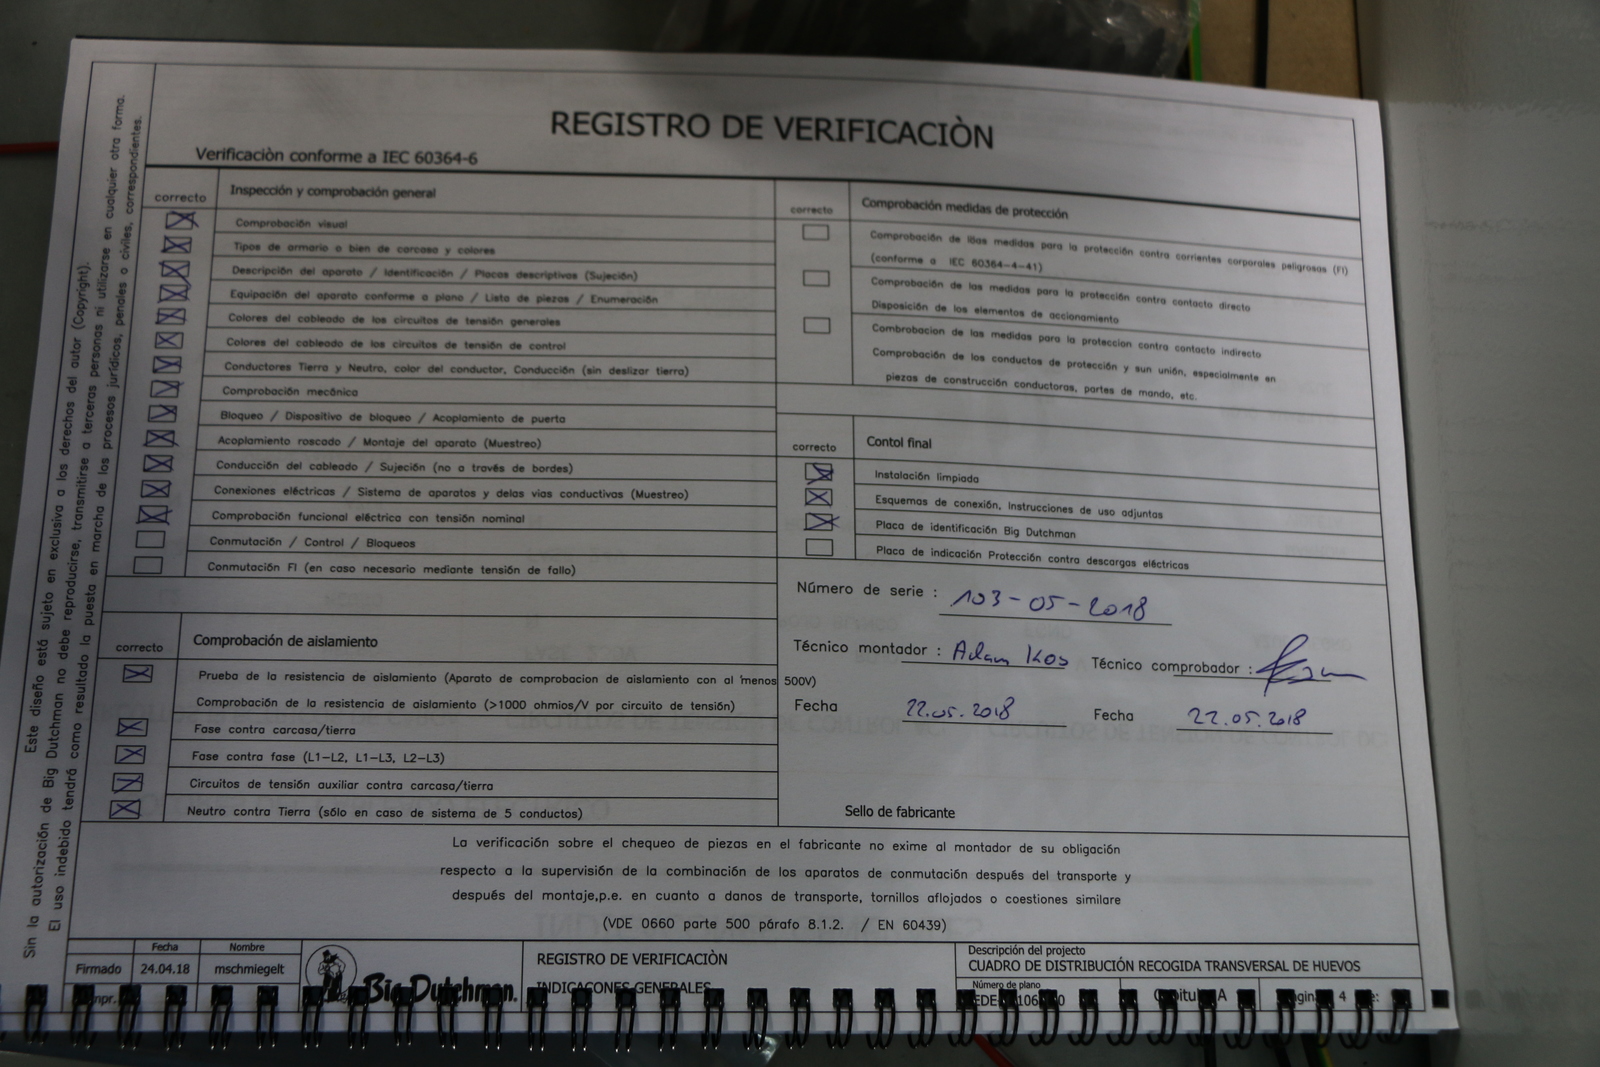 Sin la autorización de Big Dutchman no debe reproducirse, transmitirse a terceras personas ni utilizarse en cualquier otra forma.
Este diseño está sujeto en exclusiva a los derechos del autor (Copyright).
El uso indebido tendrá como resultado la puesta en marcha de los procesos jurídicos, penales o civiles, correspondientes.
REGISTRO DE VERIFICACIÒN
Verificaciòn conforme a IEC 60364-6
correcto
Inspección y comprobación general
Comprobación visual
Tipos de armario o bien de carcasa y colores
Descripción del aparato / Identificación / Placas descriptivas (Sujeción)
Equipación del aparato conforme a plano / Lista de piezas / Enumeración
Colores del cableado de los circuitos de tensión generales
Colores del cableado de los circuitos de tensión de control
Conductores Tierra y Neutro, color del conductor, Conducción (sin deslizar tierra)
Comprobación mecánica
Bloqueo / Dispositivo de bloqueo / Acoplamiento de puerta
Acoplamiento roscado / Montaje del aparato (Muestreo)
Conducción del cableado / Sujeción (no a través de bordes)
Conexiones eléctricas / Sistema de aparatos y delas vias conductivas (Muestreo)
Comprobación funcional eléctrica con tensión nominal
Conmutación / Control / Bloqueos
Conmutación FI (en caso necesario mediante tensión de fallo)
correcto
Comprobación de aislamiento
Prueba de la resistencia de aislamiento (Aparato de comprobacion de aislamiento con al menos 500V)
Comprobación de la resistencia de aislamiento (>1000 ohmios/V por circuito de tensión)
Fase contra carcasa/tierra
Fase contra fase (L1-L2, L1-L3, L2-L3)
Circuitos de tensión auxiliar contra carcasa/tierra
Neutro contra Tierra (sólo en caso de sistema de 5 conductos)
correcto
Comprobación medidas de protección
Comprobación de ldas medidas para la protección contra corrientes corporales peligrosas (FI)
(conforme a IEC 60364-4-41)
Comprobación de las medidas para la protección contra contacto directo
Disposición de los elementos de accionamiento
Combrobacion de las medidas para la proteccion contra contacto indirecto
Comprobación de los conductos de protección y sun unión, especialmente en
piezas de construcción conductoras, partes de mando, etc.
correcto
Contol final
Instalación limpiada
Esquemas de conexión, Instrucciones de uso adjuntas
Placa de identificación Big Dutchman
Placa de indicación Protección contra descargas eléctricas
Número de serie : 103-05-2018
Técnico montador : Adam Kos Técnico comprobador :
Fecha 22.05.2018 Fecha 22.05.2018
Sello de fabricante
La verificación sobre el chequeo de piezas en el fabricante no exime al montador de su obligación
respecto a la supervisión de la combinación de los aparatos de conmutación después del transporte y
después del montaje,p.e. en cuanto a danos de transporte, tornillos aflojados o coestiones similare
(VDE 0660 parte 500 párafo 8.1.2. / EN 60439)
Fecha Nombre
Firmado 24.04.18 mschmiegelt
Big Dutchman.
REGISTRO DE VERIFICACIÒN
INDICACONES GENERALES
Descripción del projecto
CUADRO DE DISTRIBUCIÓN RECOGIDA TRANSVERSAL DE HUEVOS
Número de plano
Capitulo A
Pagina 4